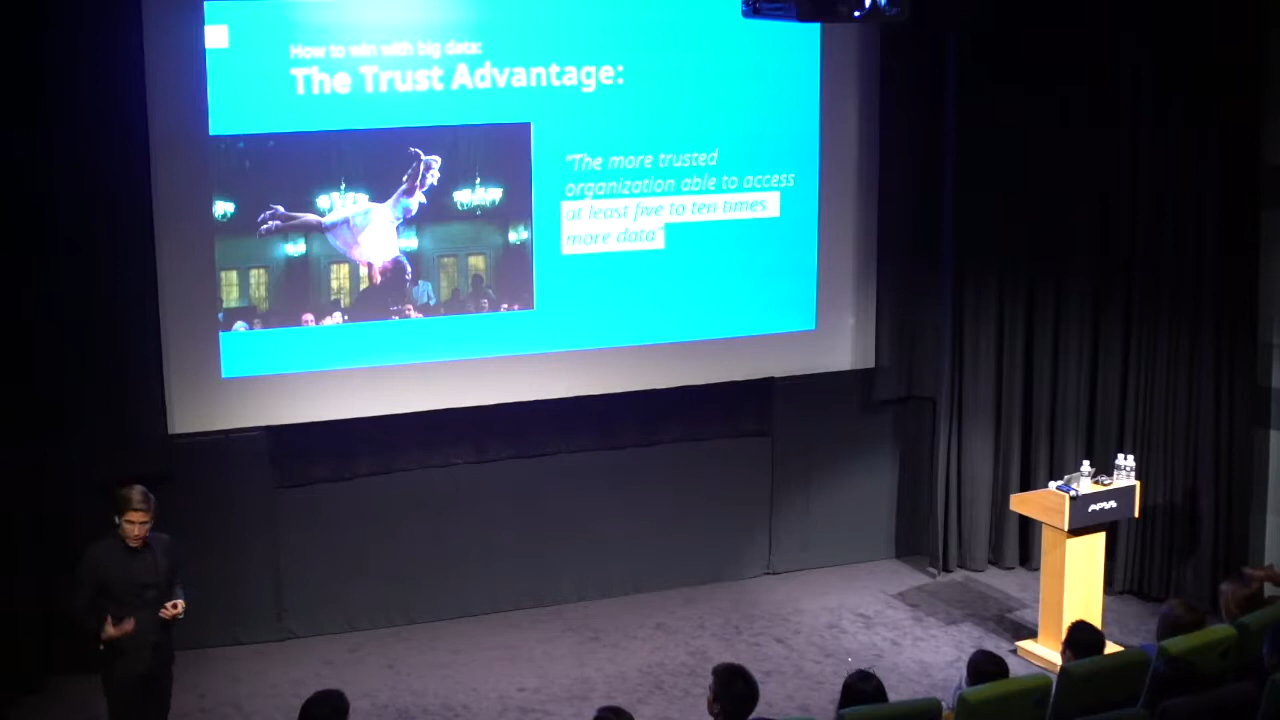 How to win with big data:
The Trust Advantage:
"The more trusted
organization able to access
at least five to ten times
more data"